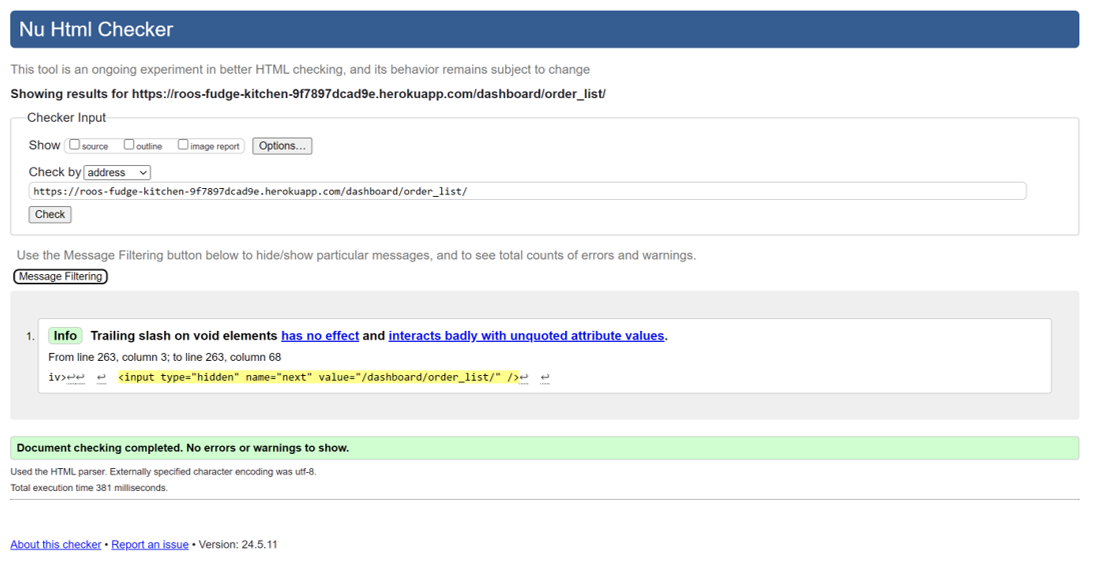 Nu Html Checker
This tool is an ongoing experiment in better HTML checking, and its behavior remains subject to change
Showing results for https://roos-fudge-kitchen-9f7897dcad9e.herokuapp.com/dashboard/order_list/
Checker Input
Show source outline image report Options...
Check by address
https://roos-fudge-kitchen-9f7897dcad9e.herokuapp.com/dashboard/order_list/
Check
Use the Message Filtering button below to hide/show particular messages, and to see total counts of errors and warnings.
Message Filtering
1. Info Trailing slash on void elements has no effect and interacts badly with unquoted attribute values.
From line 263, column 3; to line 263, column 68
iv>↩↩ ↩ <input type="hidden" name="next" value="/dashboard/order_list/" />↩ ↩
Document checking completed. No errors or warnings to show.
Used the HTML parser. Externally specified character encoding was utf-8.
Total execution time 381 milliseconds.
About this checker • Report an issue • Version: 24.5.11